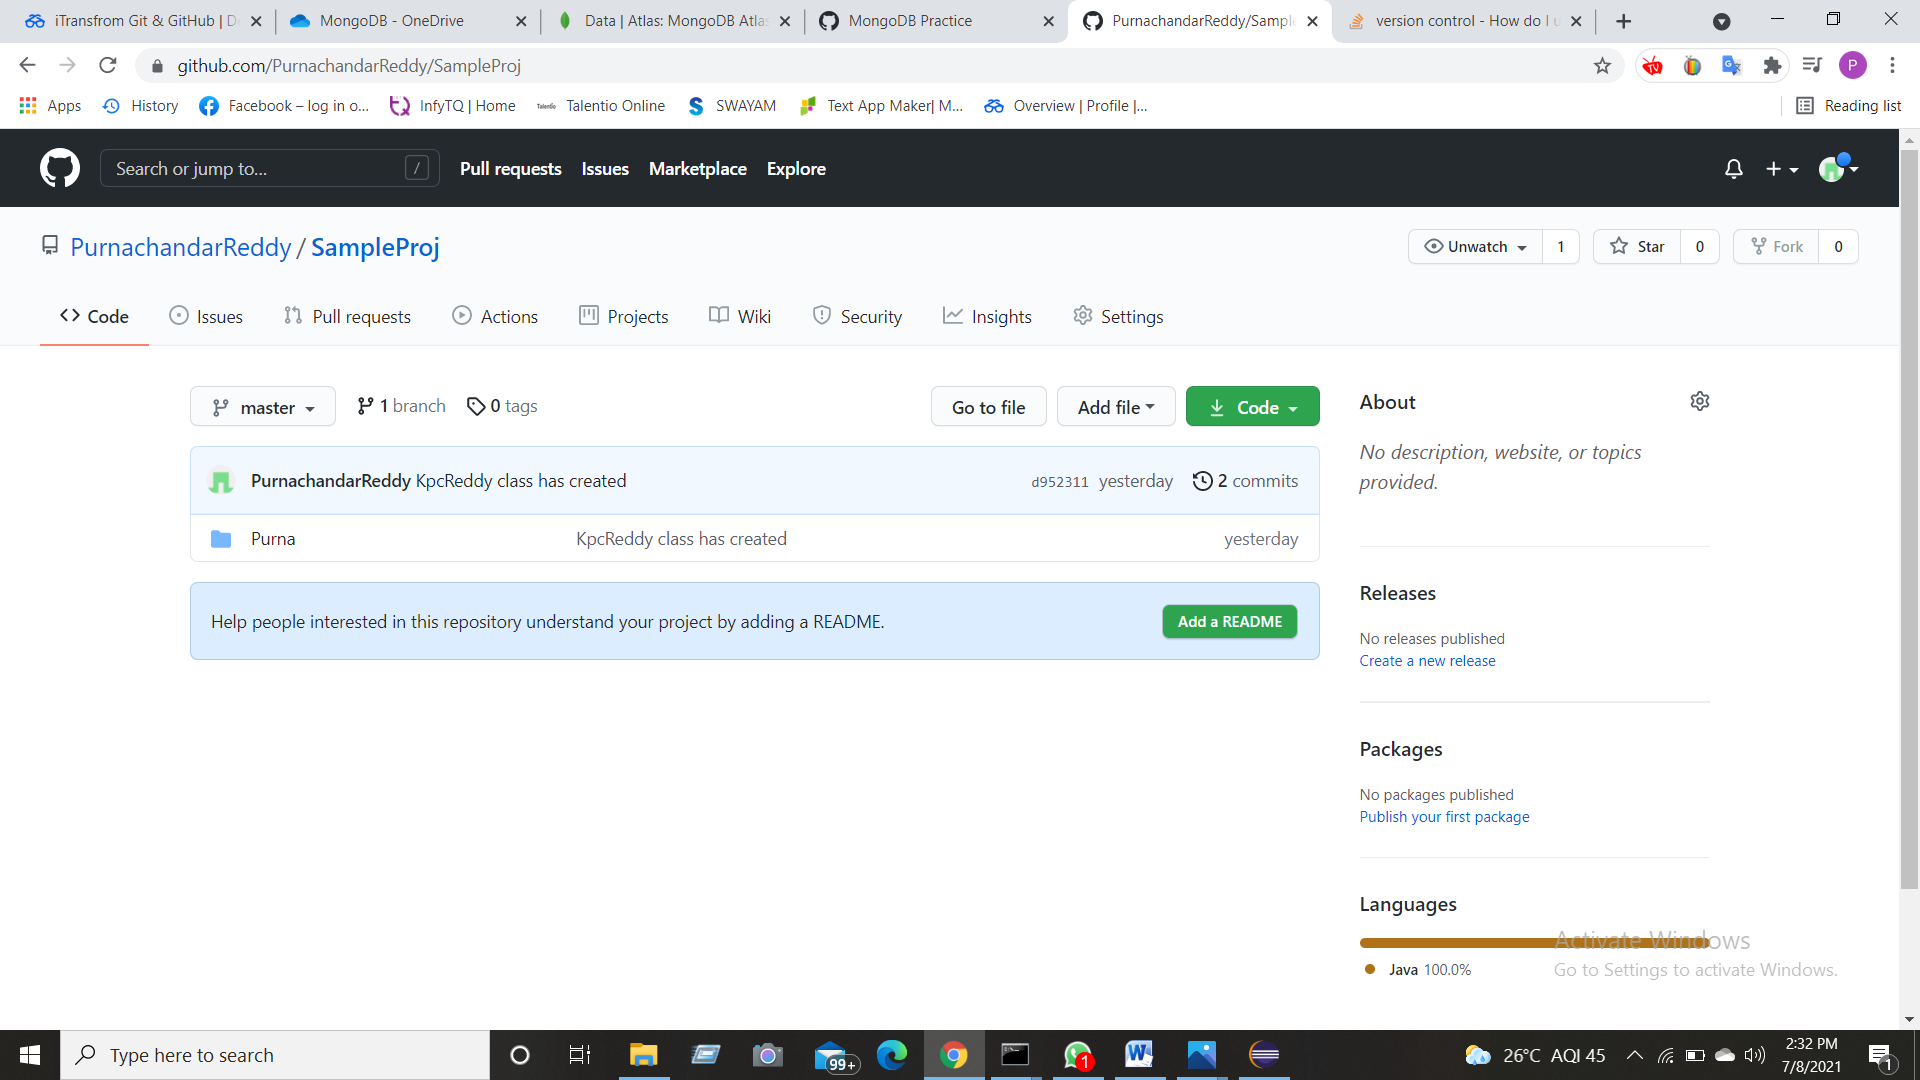 iTransfrom Git & GitHub | De
MongoDB - OneDrive
Data | Atlas: MongoDB Atlas
MongoDB Practice
PurnachandarReddy/Sample
version control - How do I u
github.com/PurnachandarReddy/SampleProj
P
Apps
History
Facebook – log in o...
InfyTQ | Home
Talentio Online
SWAYAM
Text App Maker| M...
Overview | Profile |...
Reading list
Search or jump to...
/
Pull requests
Issues
Marketplace
Explore
PurnachandarReddy / SampleProj
Unwatch
1
Star
0
Fork
0
Code
Issues
Pull requests
Actions
Projects
Wiki
Security
Insights
Settings
master
1 branch
0 tags
Go to file
Add file
Code
PurnachandarReddy KpcReddy class has created
d952311 yesterday
2 commits
Purna
KpcReddy class has created
yesterday
Help people interested in this repository understand your project by adding a README.
Add a README
About
No description, website, or topics
provided.
Releases
No releases published
Create a new release
Packages
No packages published
Publish your first package
Languages
Java 100.0%
Activate Windows
Go to Settings to activate Windows.
Type here to search
99+
1
26°C AQI 45
2:32 PM
7/8/2021
1